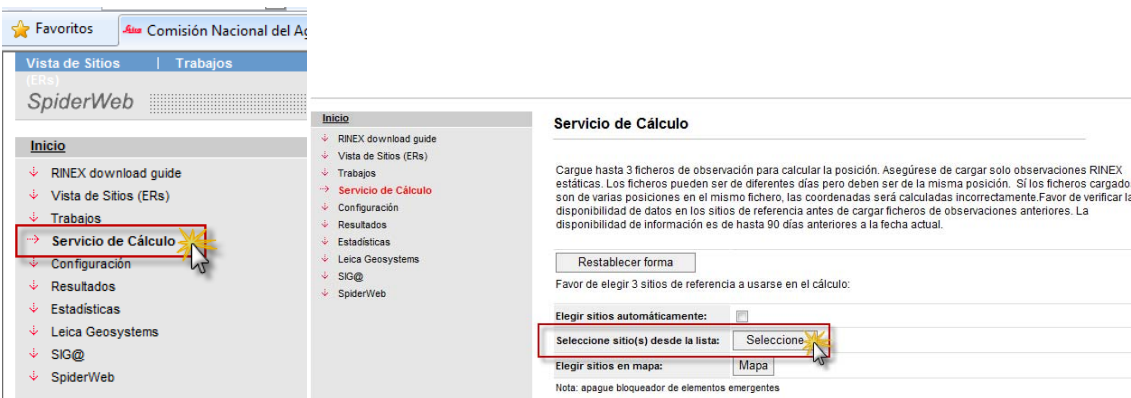 Favoritos
Leica Comisión Nacional del Ag
Vista de Sitios | Trabajos
(ERs)
SpiderWeb
Inicio
RINEX download guide
Vista de Sitios (ERs)
Trabajos
Servicio de Cálculo
Configuración
Resultados
Estadísticas
Leica Geosystems
SIG@
SpiderWeb
Inicio
RINEX download guide
Vista de Sitios (ERs)
Trabajos
Servicio de Cálculo
Configuración
Resultados
Estadísticas
Leica Geosystems
SIG@
SpiderWeb
Servicio de Cálculo
Cargue hasta 3 ficheros de observación para calcular la posición. Asegúrese de cargar solo observaciones RINEX
estáticas. Los ficheros pueden ser de diferentes días pero deben ser de la misma posición. Sí los ficheros cargado
son de varias posiciones en el mismo fichero, las coordenadas serán calculadas incorrectamente.Favor de verificar la
disponibilidad de datos en los sitios de referencia antes de cargar ficheros de observaciones anteriores. La
disponibilidad de información es de hasta 90 días anteriores a la fecha actual.
Restablecer forma
Favor de elegir 3 sitios de referencia a usarse en el cálculo:
Elegir sitios automáticamente:
Seleccione sitio(s) desde la lista: Seleccione
Elegir sitios en mapa: Mapa
Nota: apague bloqueador de elementos emergentes